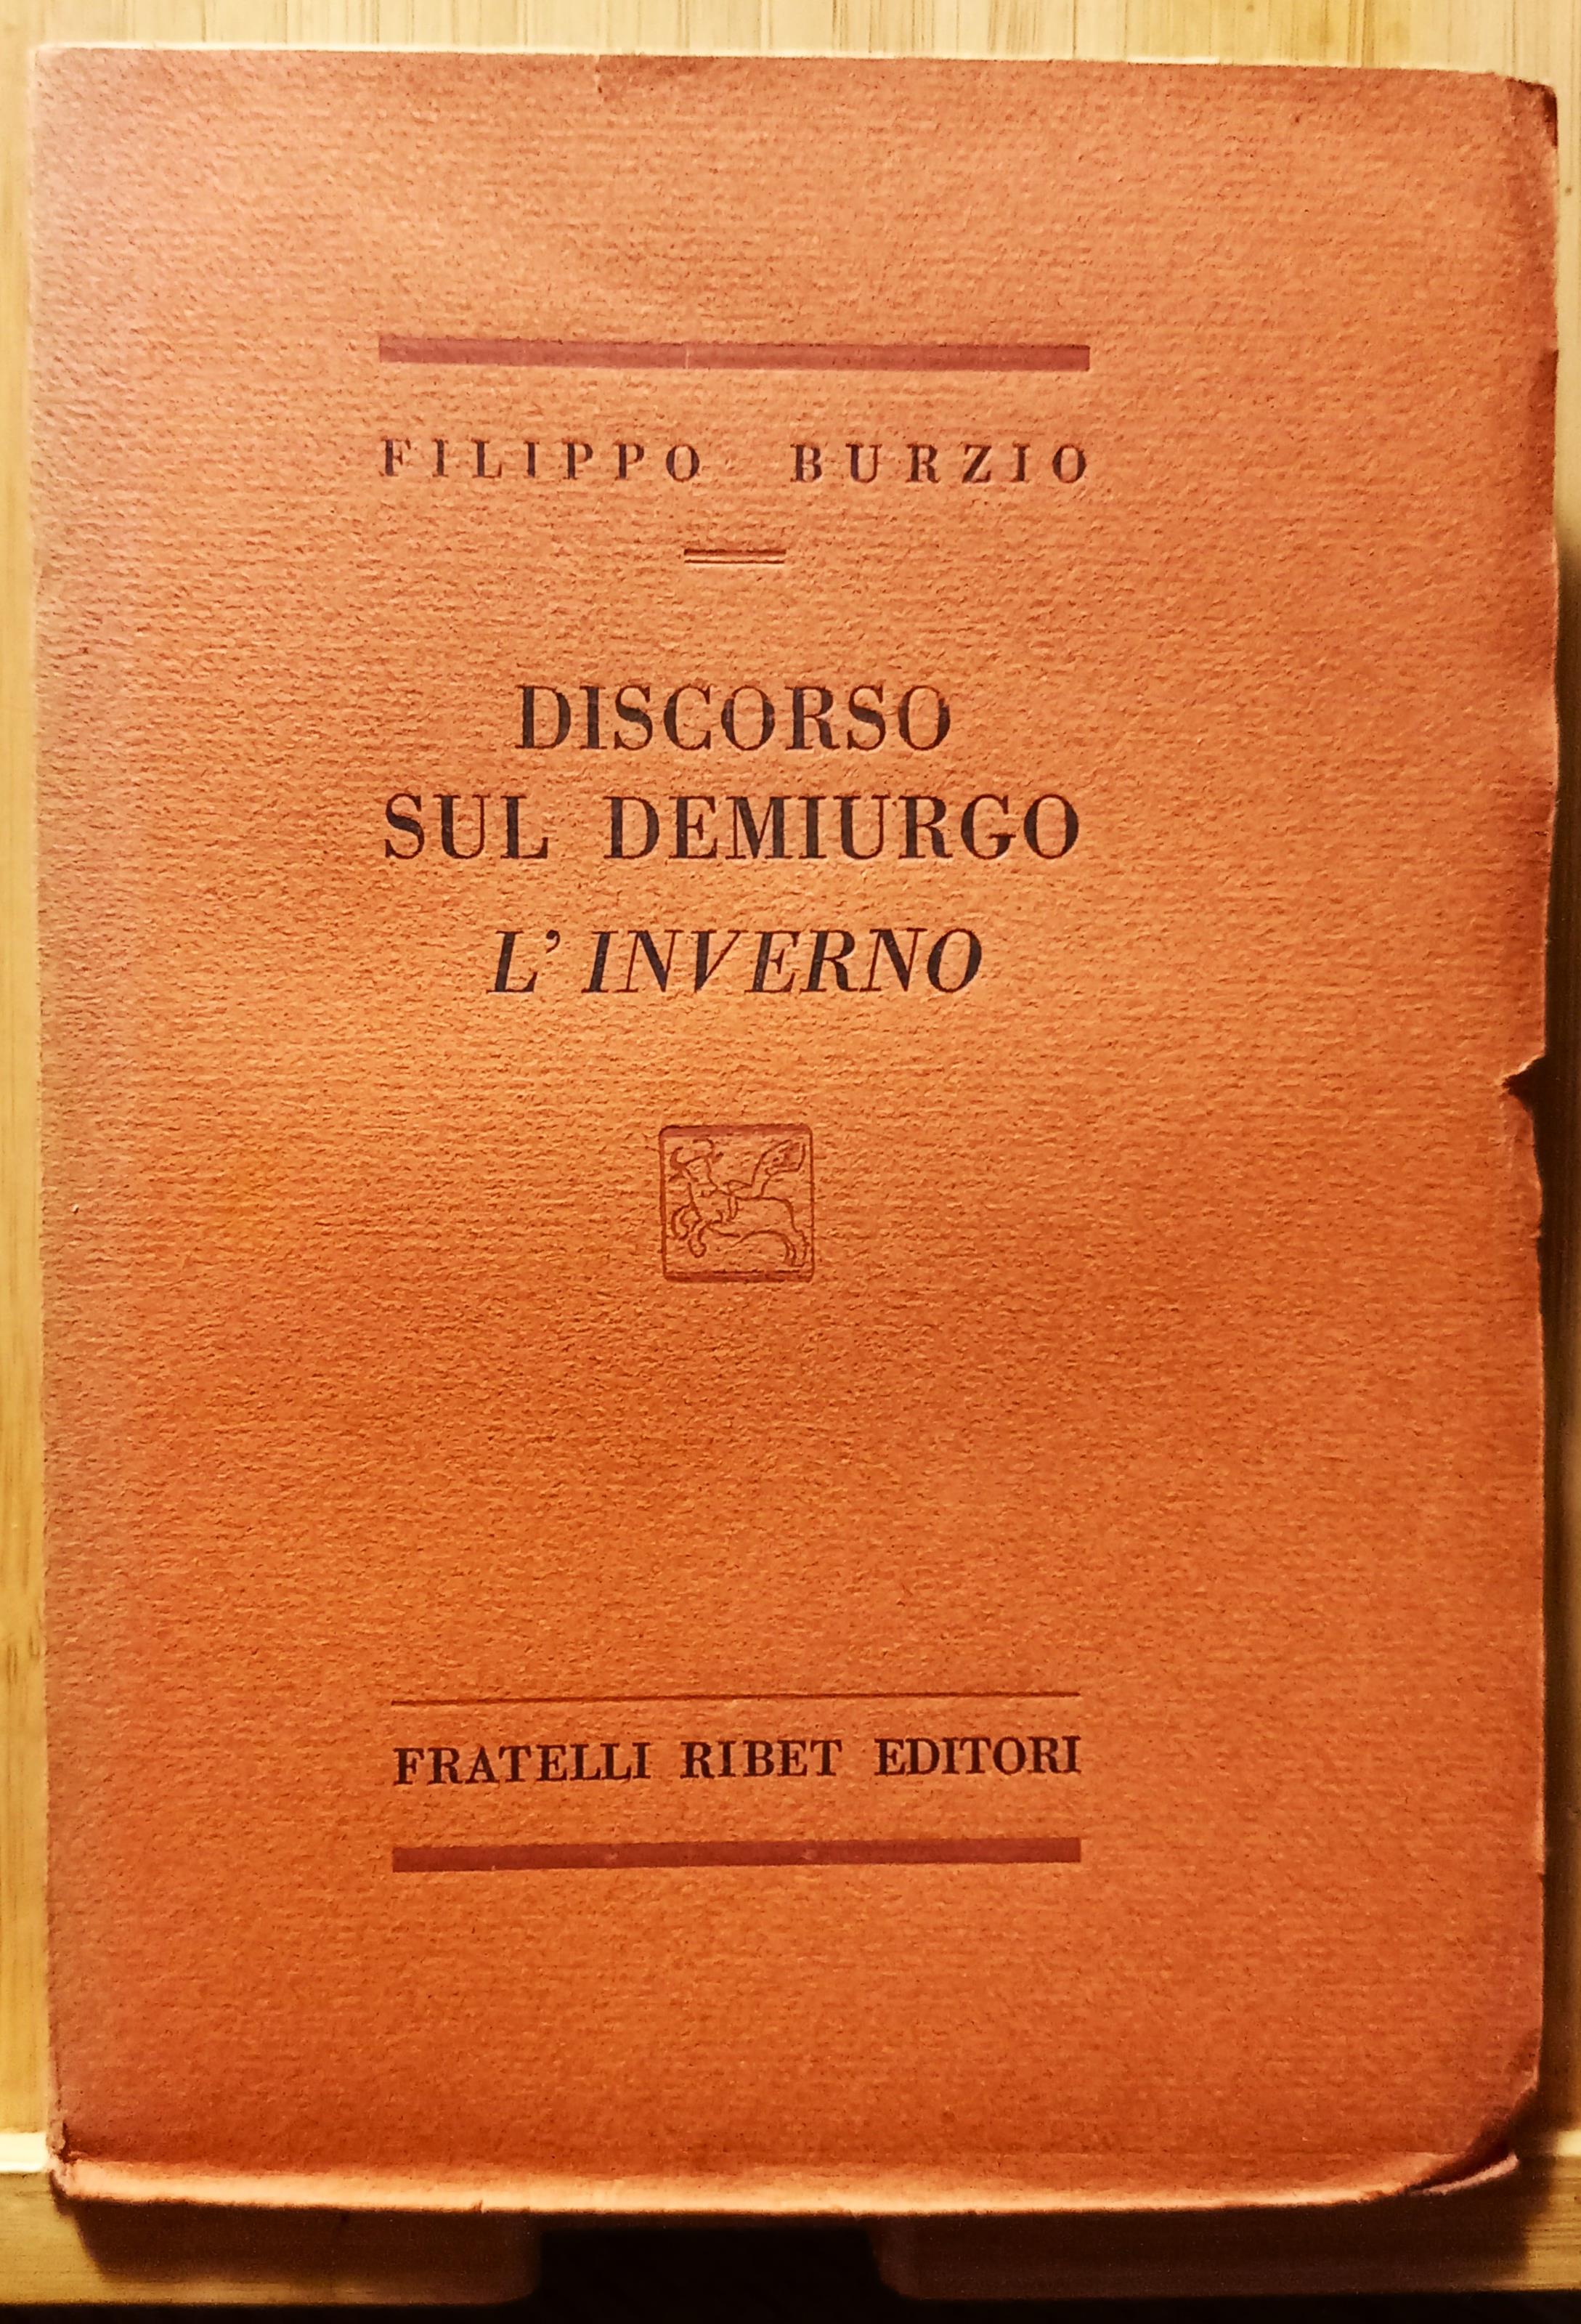 FILIPPO BURZIO
DISCORSO
SUL DEMIURGO
L'INVERNO
FRATELLI RIBET EDITORI